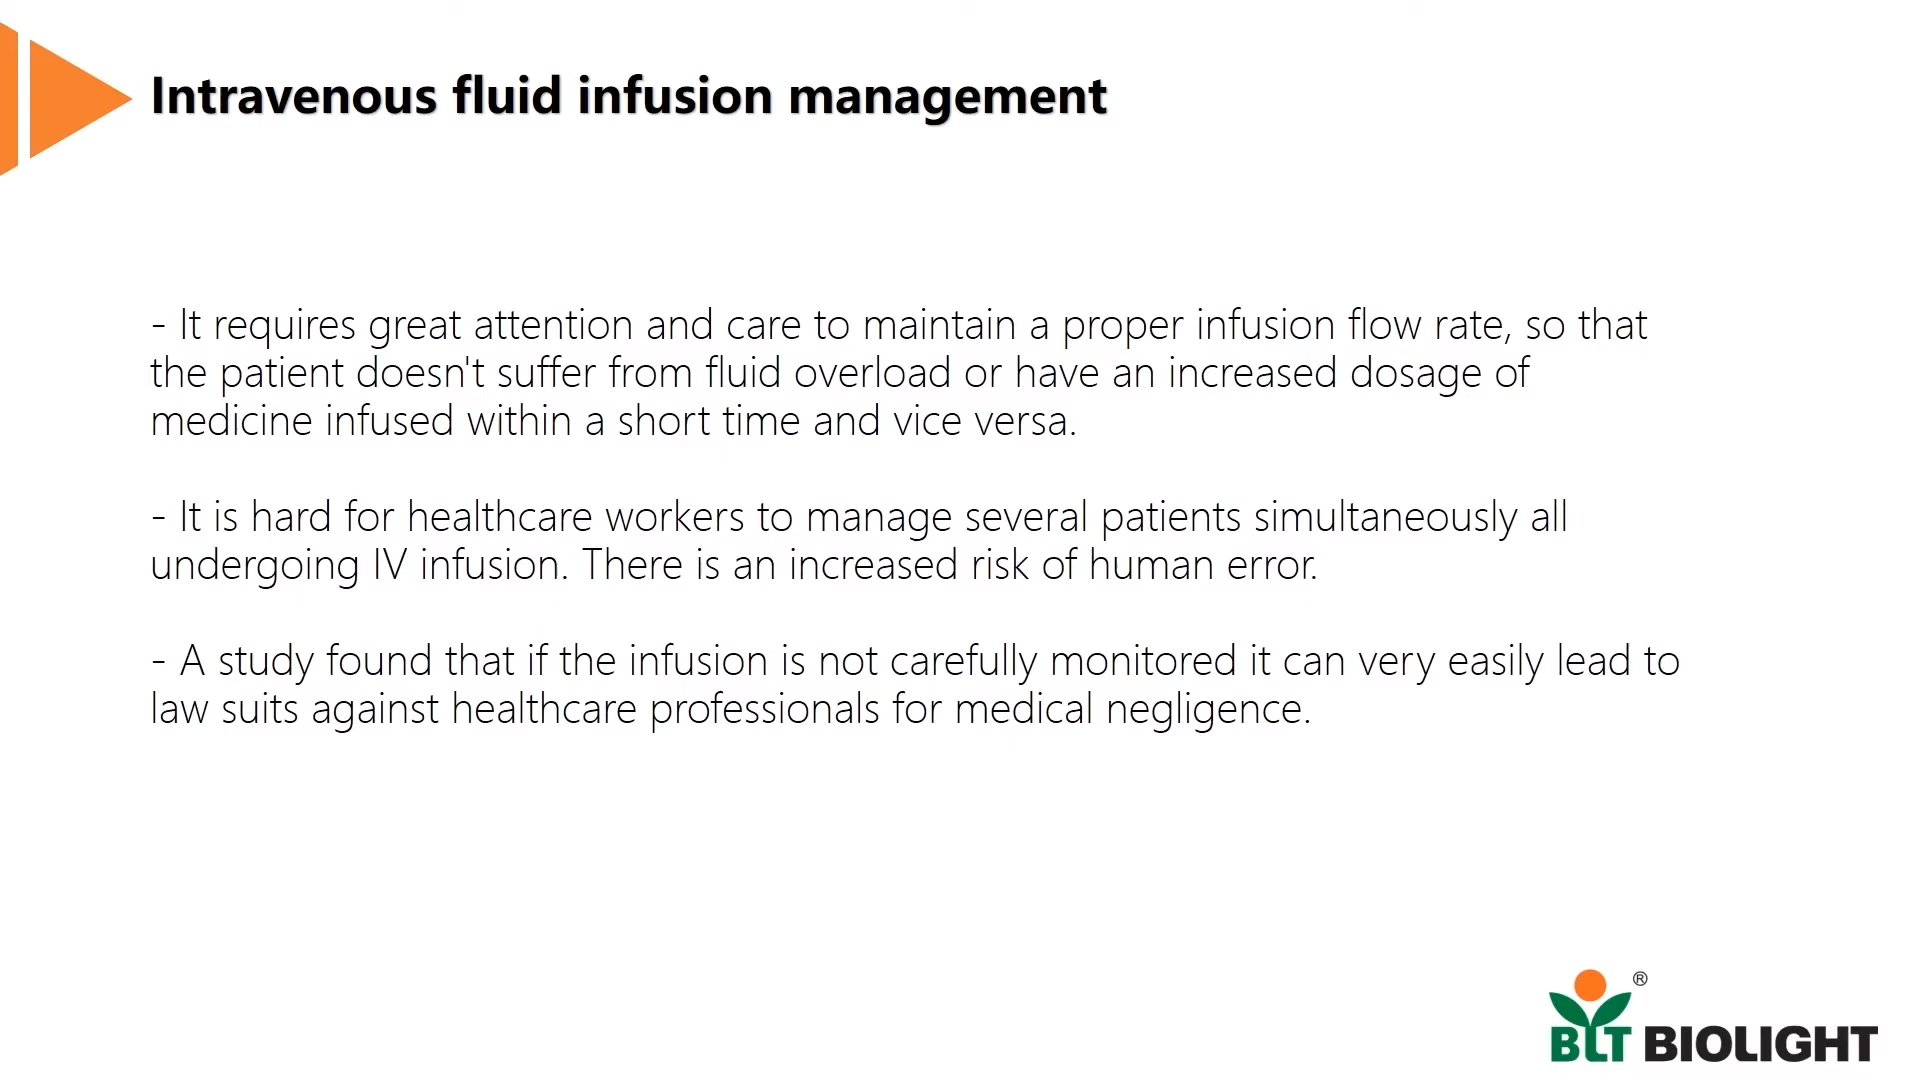 Intravenous fluid infusion management
- It requires great attention and care to maintain a proper infusion flow rate, so that
the patient doesn't suffer from fluid overload or have an increased dosage of
medicine infused within a short time and vice versa.
- It is hard for healthcare workers to manage several patients simultaneously all
undergoing IV infusion. There is an increased risk of human error.
- A study found that if the infusion is not carefully monitored it can very easily lead to
law suits against healthcare professionals for medical negligence.
®
BLT BIOLIGHT